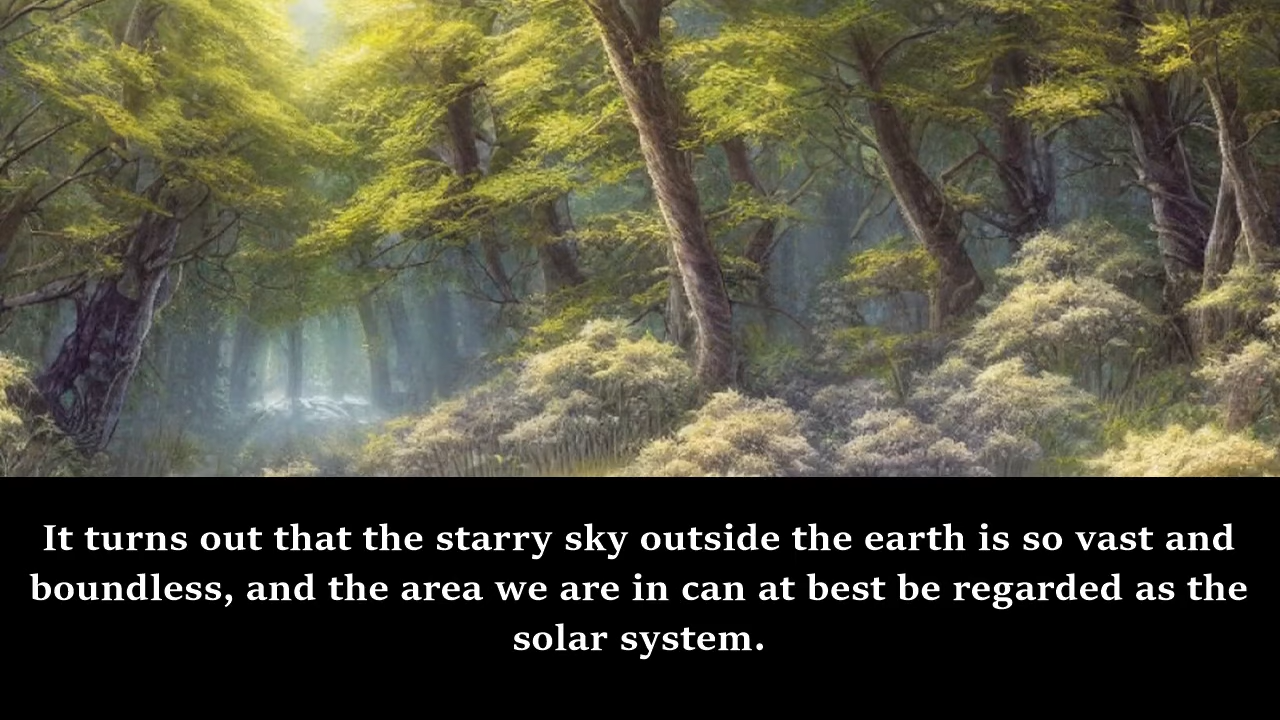 It turns out that the starry sky outside the earth is so vast and
boundless, and the area we are in can at best be regarded as the
solar system.